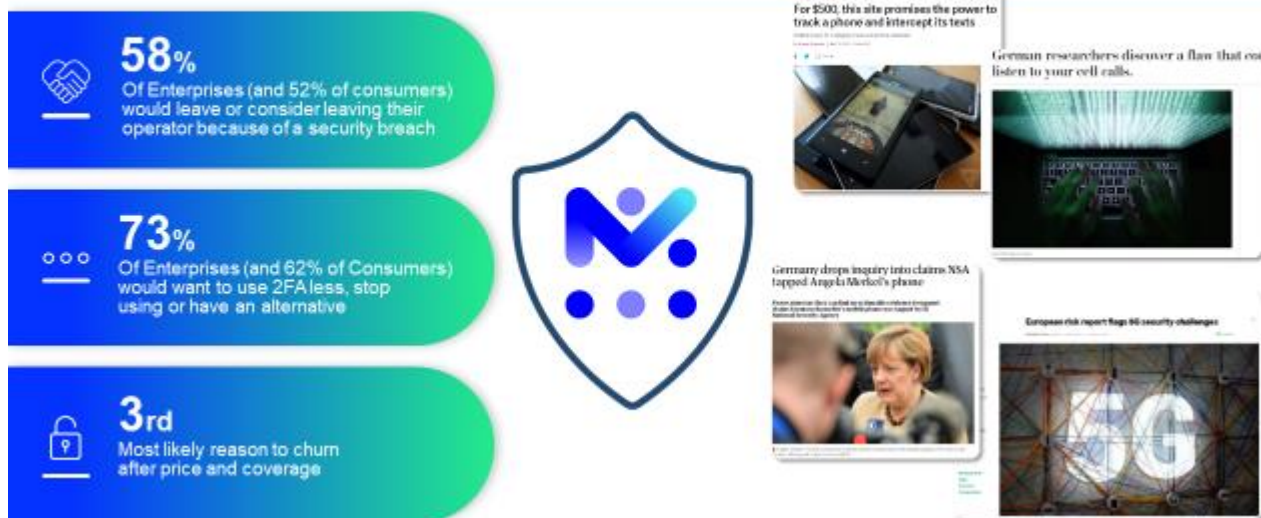 58%
Of Enterprises (and 52% of consumers)
would leave or consider leaving their
operator because of a security breach
73%
Of Enterprises (and 62% of Consumers)
would want to use 2FA less, stop
using or have an alternative
3rd
Most likely reason to churn
after price and coverage
For $500, this site promises the power to
track a phone and intercept its texts
German researchers discover a flaw that
listen to your cell calls.
Germany drops inquiry into claims NSA
tapped Angela Merkel's phone
European risk report flags 5G security challenges
5G